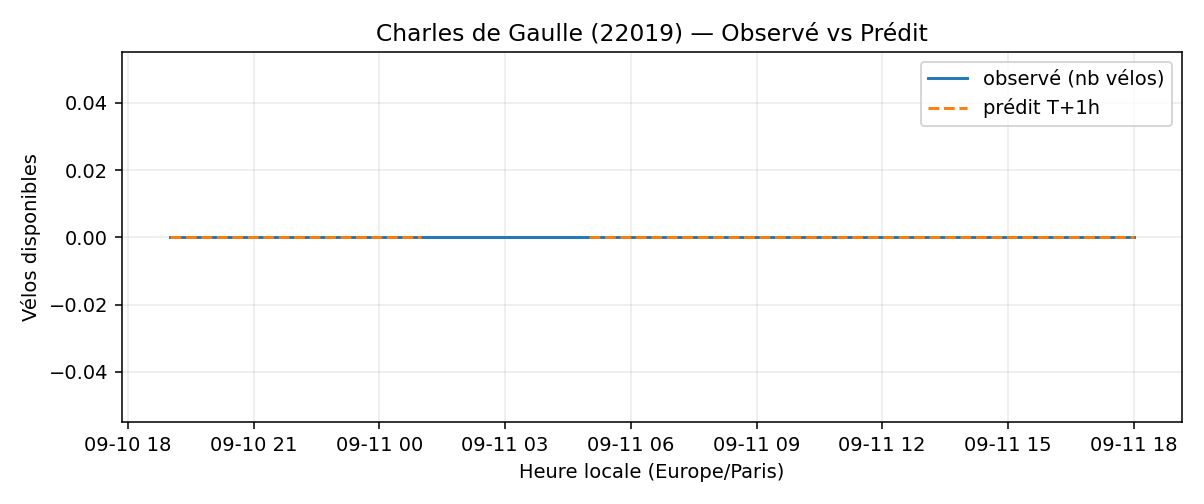 Charles de Gaulle (22019) — Observé vs Prédit
observé (nb vélos)
prédit T+1h
Vélos disponibles
0.04
0.02
0.00
−0.02
−0.04
09-10 18 09-10 21 09-11 00 09-11 03 09-11 06 09-11 09 09-11 12 09-11 15 09-11 18
Heure locale (Europe/Paris)